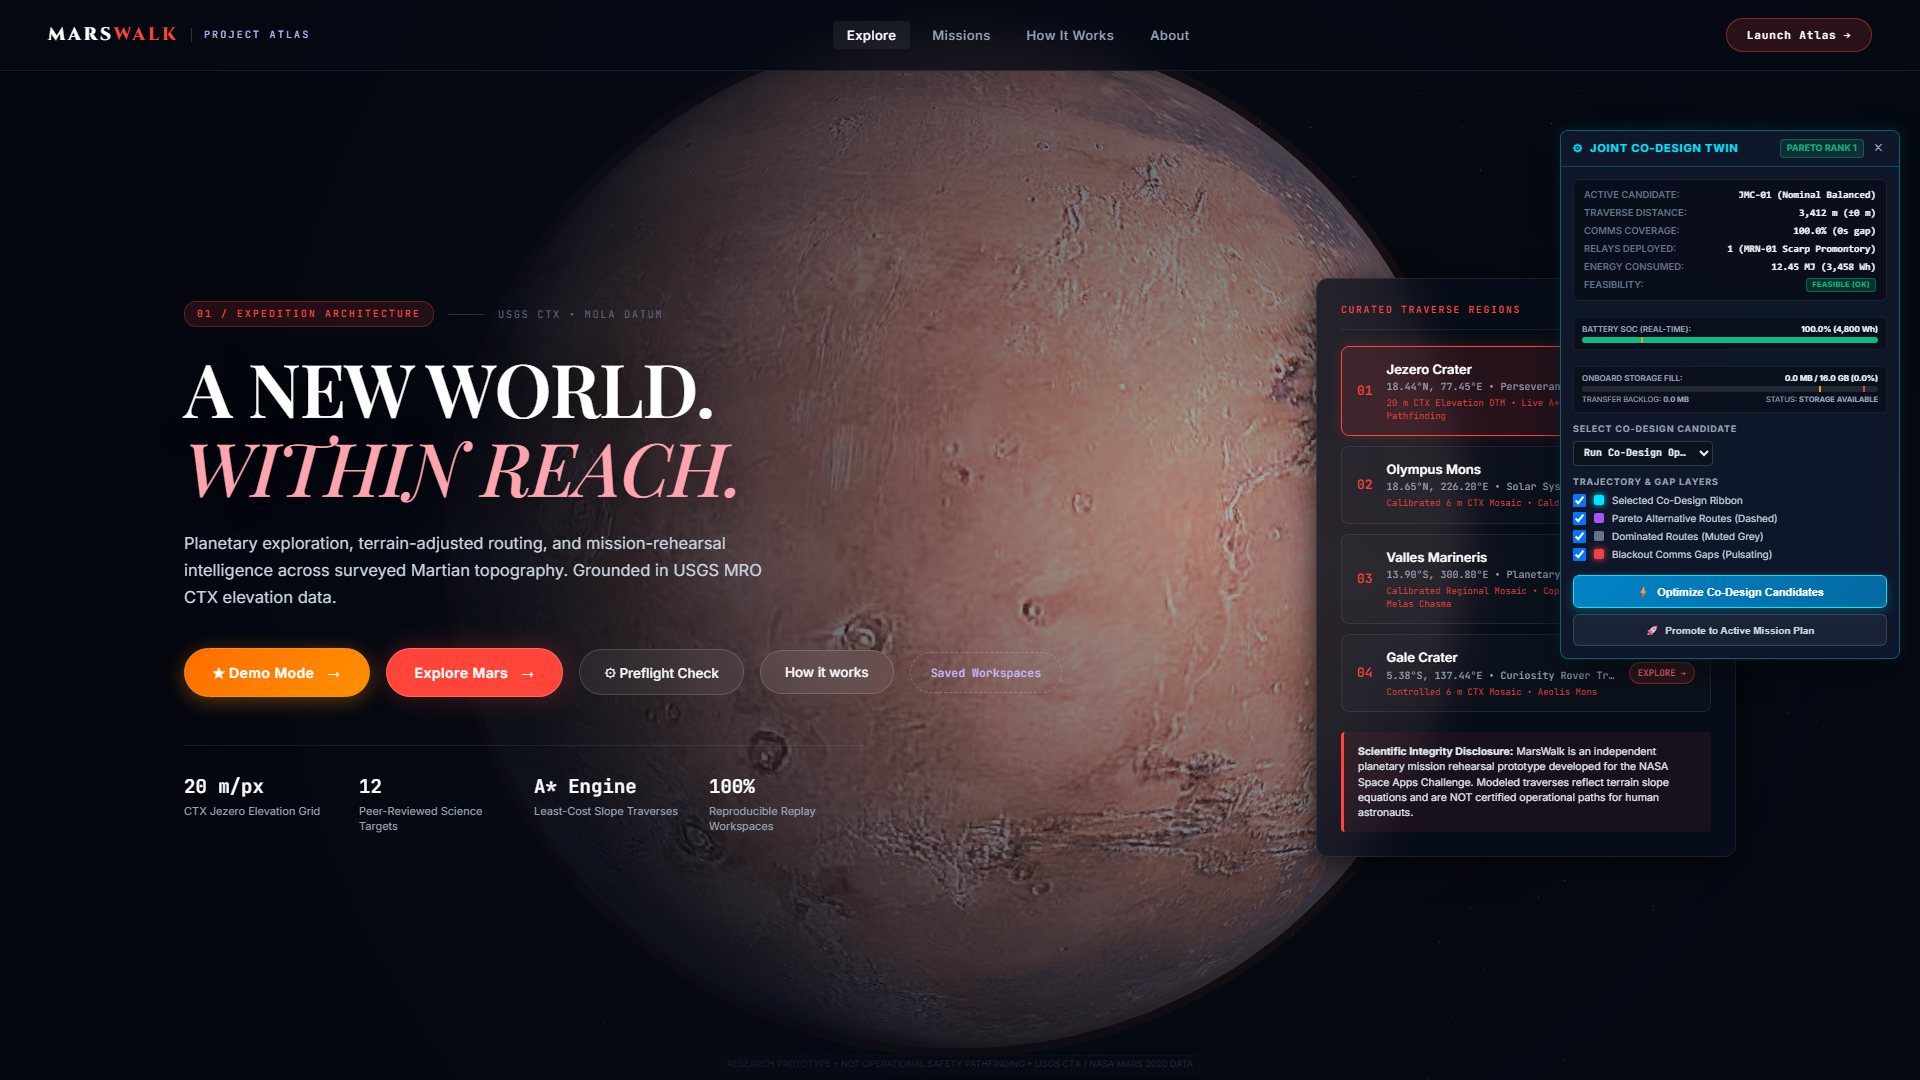 MARSWALK
PROJECT ATLAS
Explore
Missions
How It Works
About
Launch Atlas →
01 / EXPEDITION ARCHITECTURE
USGS CTX • MOLA DATUM
A NEW WORLD.
WITHIN REACH.
Planetary exploration, terrain-adjusted routing, and mission-rehearsal
intelligence across surveyed Martian topography. Grounded in USGS MRO
CTX elevation data.
★ Demo Mode →
Explore Mars →
⚙ Preflight Check
How it works
Saved Workspaces
20 m/px
CTX Jezero Elevation Grid
12
Peer-Reviewed Science
Targets
A* Engine
Least-Cost Slope Traverses
100%
Reproducible Replay
Workspaces
CURATED TRAVERSE REGIONS
01
Jezero Crater
18.44°N, 77.45°E • Perseveran
20 m CTX Elevation DTM • Live A*
Pathfinding
02
Olympus Mons
18.65°N, 226.20°E • Solar Sys
Calibrated 6 m CTX Mosaic • Cald
03
Valles Marineris
13.90°S, 300.80°E • Planetary
Calibrated Regional Mosaic • Cop
Melas Chasma
04
Gale Crater
5.38°S, 137.44°E • Curiosity Rover Tr…
Controlled 6 m CTX Mosaic • Aeolis Mons
EXPLORE →
Scientific Integrity Disclosure: MarsWalk is an independent
planetary mission rehearsal prototype developed for the NASA
Space Apps Challenge. Modeled traverses reflect terrain slope
equations and are NOT certified operational paths for human
astronauts.
⚙ JOINT CO-DESIGN TWIN
PARETO RANK 1
✕
ACTIVE CANDIDATE: JMC-01 (Nominal Balanced)
TRAVERSE DISTANCE: 3,412 m (±0 m)
COMMS COVERAGE: 100.0% (0s gap)
RELAYS DEPLOYED: 1 (MRN-01 Scarp Promontory)
ENERGY CONSUMED: 12.45 MJ (3,458 Wh)
FEASIBILITY: FEASIBLE (OK)
BATTERY SOC (REAL-TIME): 100.0% (4,800 Wh)
ONBOARD STORAGE FILL: 0.0 MB / 16.0 GB (0.0%)
TRANSFER BACKLOG: 0.0 MB STATUS: STORAGE AVAILABLE
SELECT CO-DESIGN CANDIDATE
Run Co-Design Op…
TRAJECTORY & GAP LAYERS
Selected Co-Design Ribbon
Pareto Alternative Routes (Dashed)
Dominated Routes (Muted Grey)
Blackout Comms Gaps (Pulsating)
⚡ Optimize Co-Design Candidates
🚀 Promote to Active Mission Plan
RESEARCH PROTOTYPE • NOT OPERATIONAL SAFETY PATHFINDING • USGS CTX / NASA MARS 2020 DATA